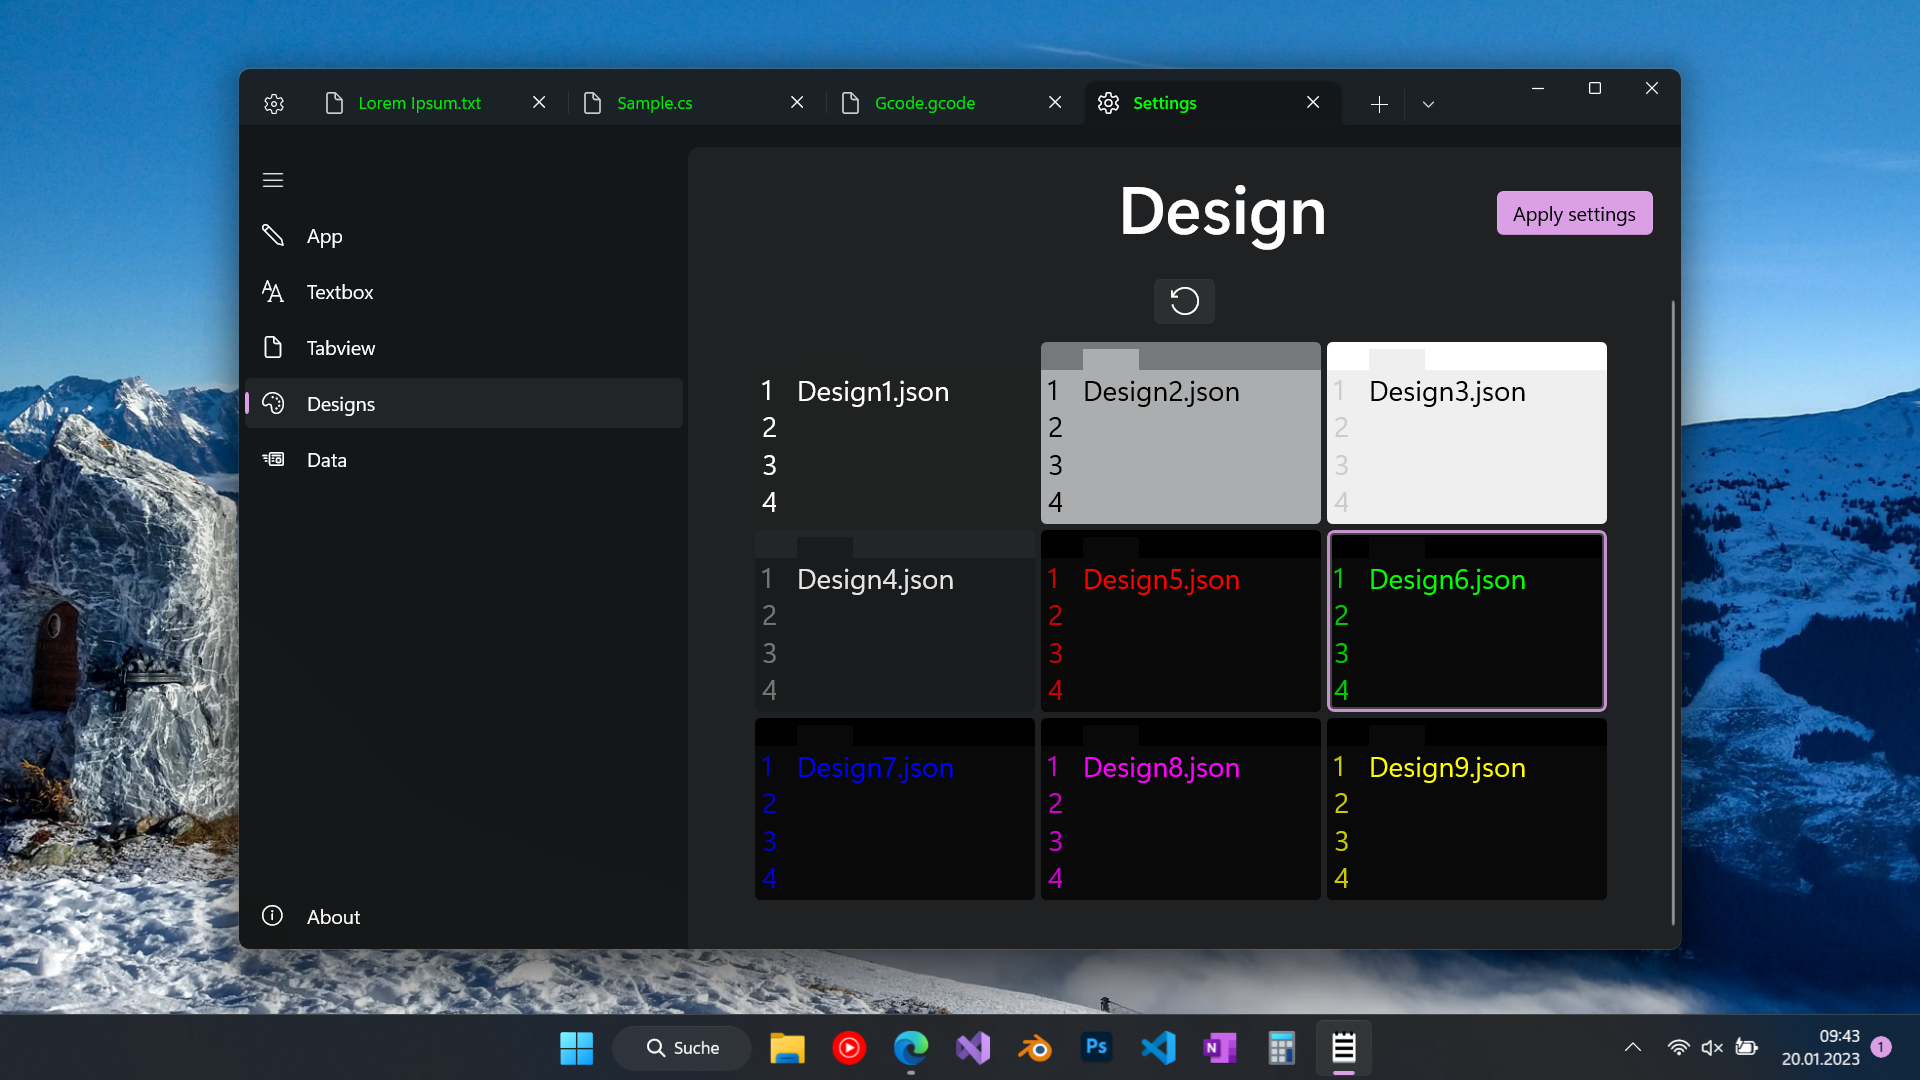 Lorem Ipsum.txt
Sample.cs
Gcode.gcode
Settings
App
Textbox
Tabview
Designs
Data
About
Design
Apply settings
1 Design1.json
2
3
4
1 Design2.json
2
3
4
1 Design3.json
2
3
4
1 Design4.json
2
3
4
1 Design5.json
2
3
4
1 Design6.json
2
3
4
1 Design7.json
2
3
4
1 Design8.json
2
3
4
1 Design9.json
2
3
4
Suche
Ps
N
09:43
20.01.2023
1